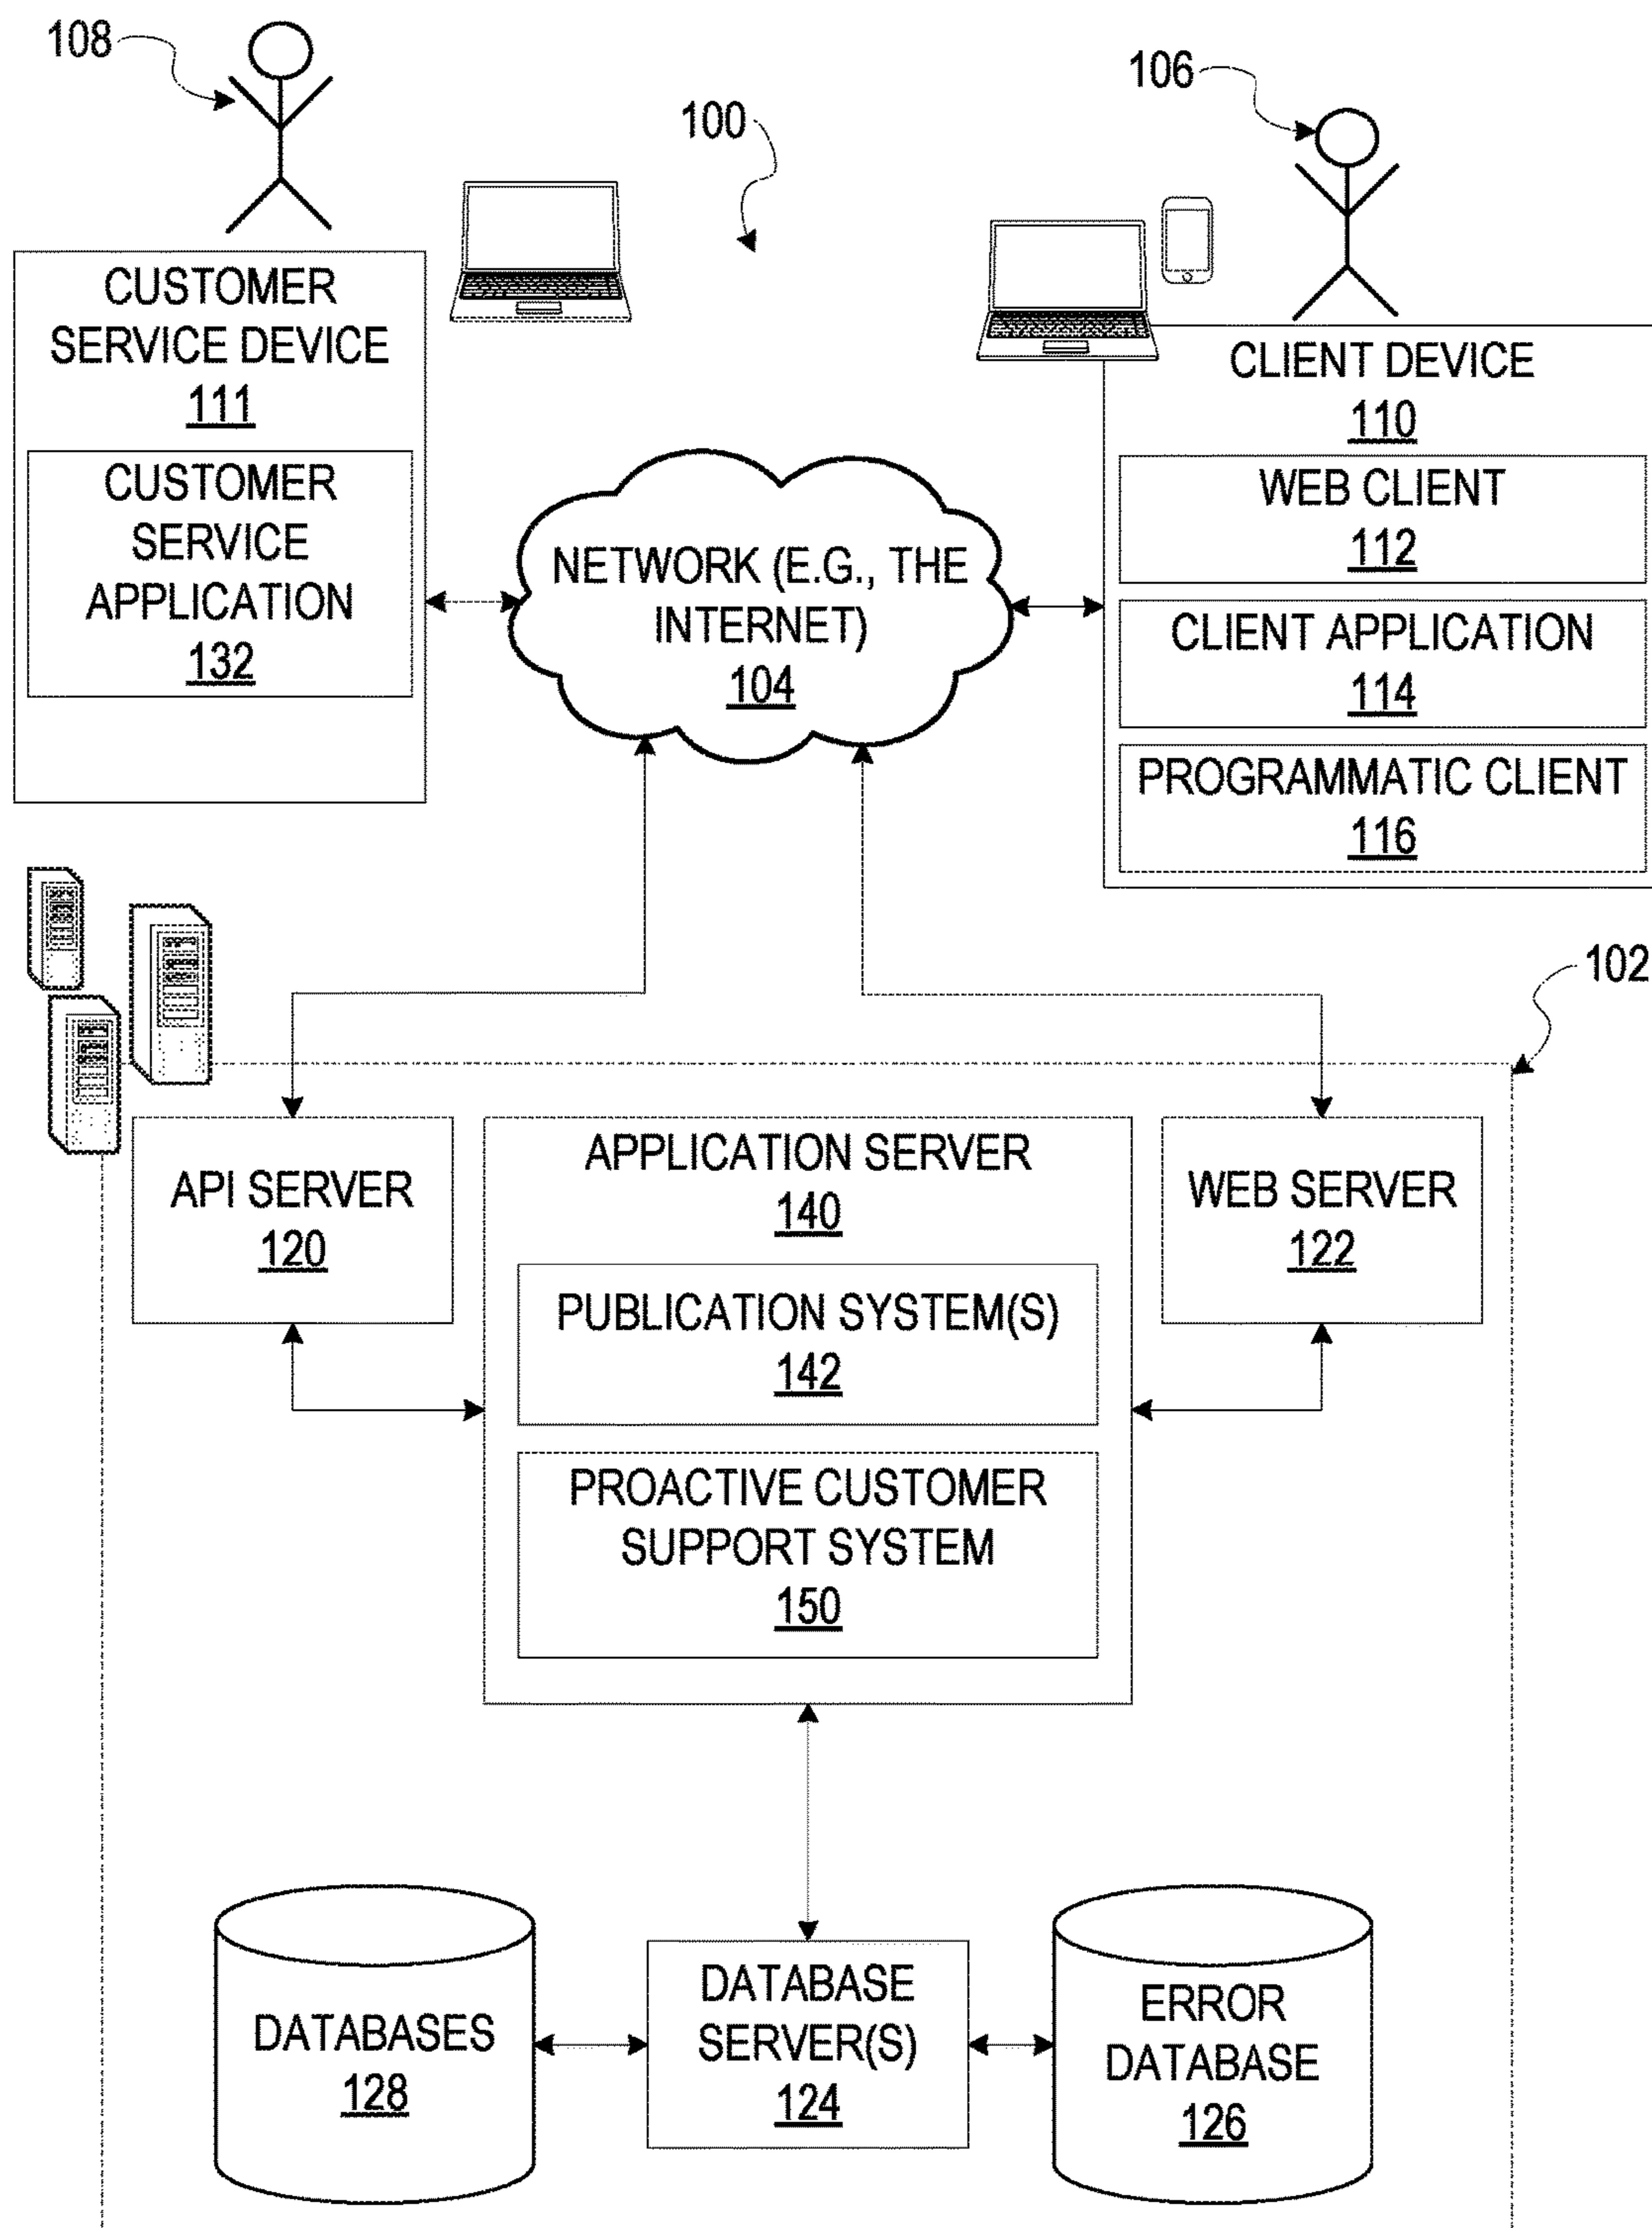 108
106
100
CUSTOMER
SERVICE DEVICE
111
CUSTOMER
SERVICE
APPLICATION
132
NETWORK (E.G., THE
INTERNET)
104
CLIENT DEVICE
110
WEB CLIENT
112
CLIENT APPLICATION
114
PROGRAMMATIC CLIENT
116
102
API SERVER
120
APPLICATION SERVER
140
PUBLICATION SYSTEM(S)
142
PROACTIVE CUSTOMER
SUPPORT SYSTEM
150
WEB SERVER
122
DATABASES
128
DATABASE
SERVER(S)
124
ERROR
DATABASE
126